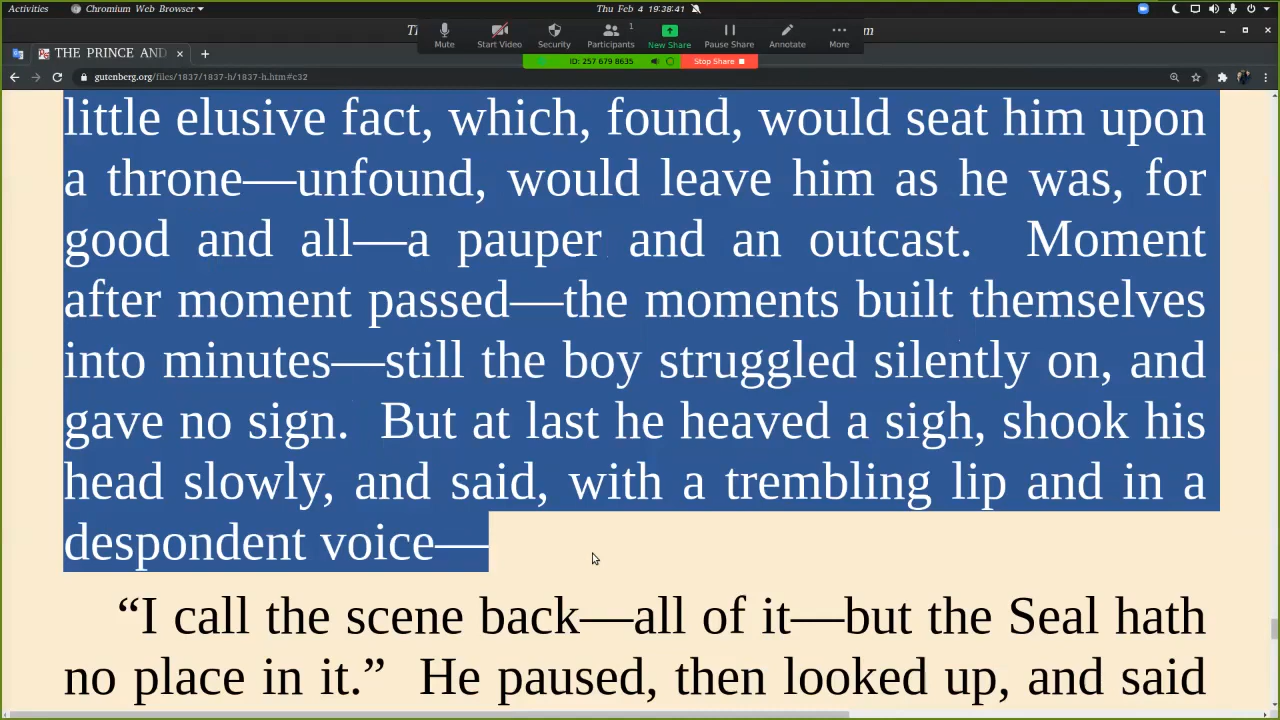 Activities
Chromium Web Browser
Thu Feb 4 19:38:41
Mute
Start Video
Security
Participants
1
New Share
Pause Share
Annotate
More
THE PRINCE AND
ID: 257 679 8635
Stop Share
gutenberg.org/files/1837/1837-h/1837-h.htm#c32
little elusive fact, which, found, would seat him upon
a throne—unfound, would leave him as he was, for
good and all—a pauper and an outcast. Moment
after moment passed—the moments built themselves
into minutes—still the boy struggled silently on, and
gave no sign. But at last he heaved a sigh, shook his
head slowly, and said, with a trembling lip and in a
despondent voice—
“I call the scene back—all of it—but the Seal hath
no place in it.” He paused, then looked up, and said